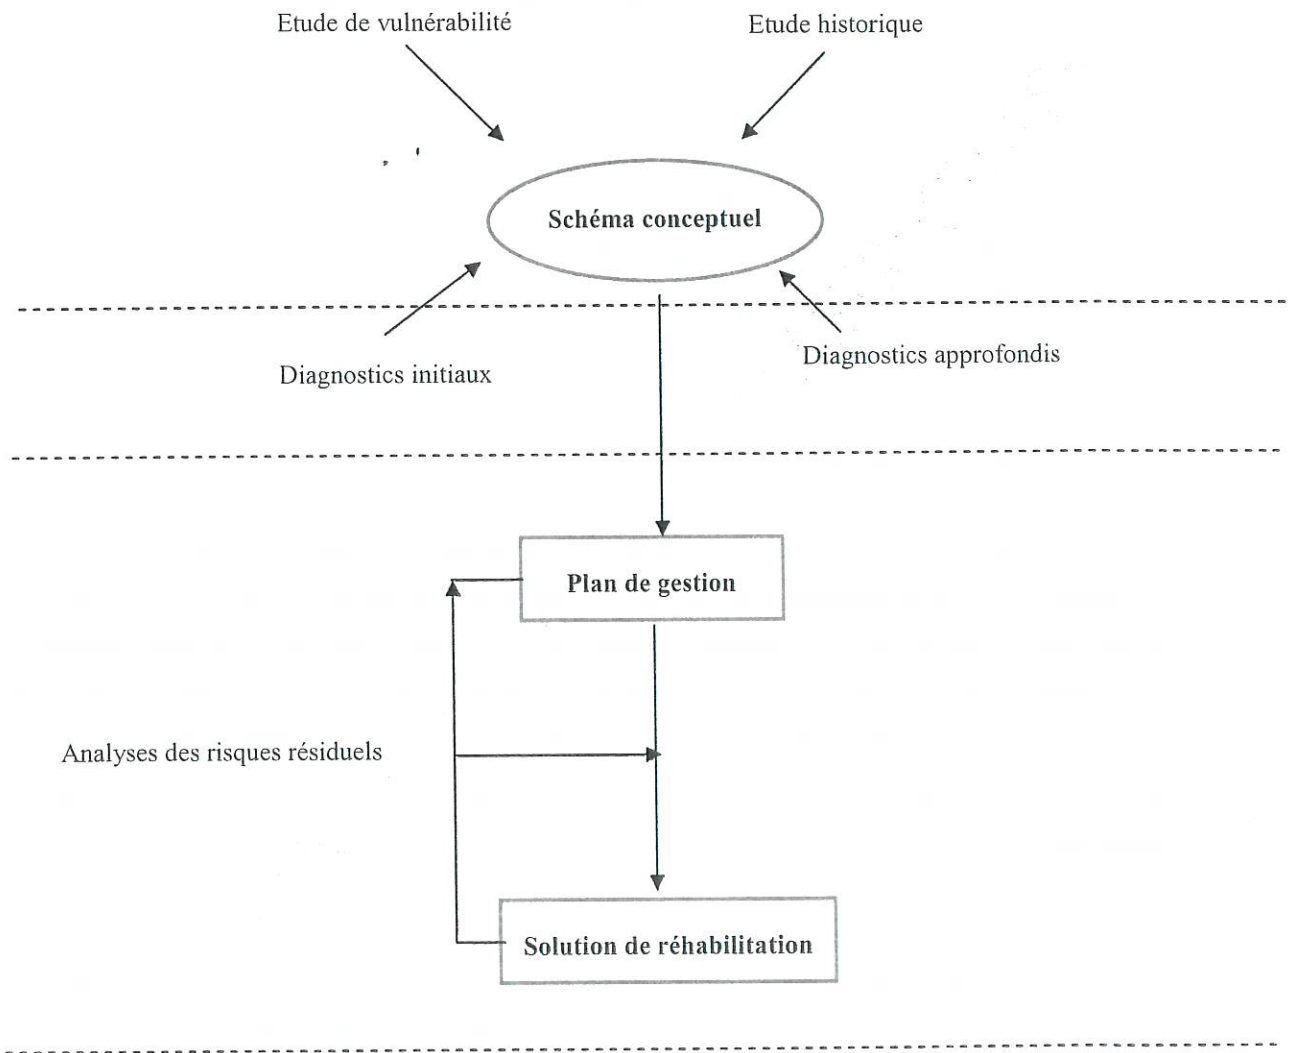 Etude de vulnérabilité
Etude historique
Schéma conceptuel
Diagnostics initiaux
Diagnostics approfondis
Plan de gestion
Analyses des risques résiduels
Solution de réhabilitation